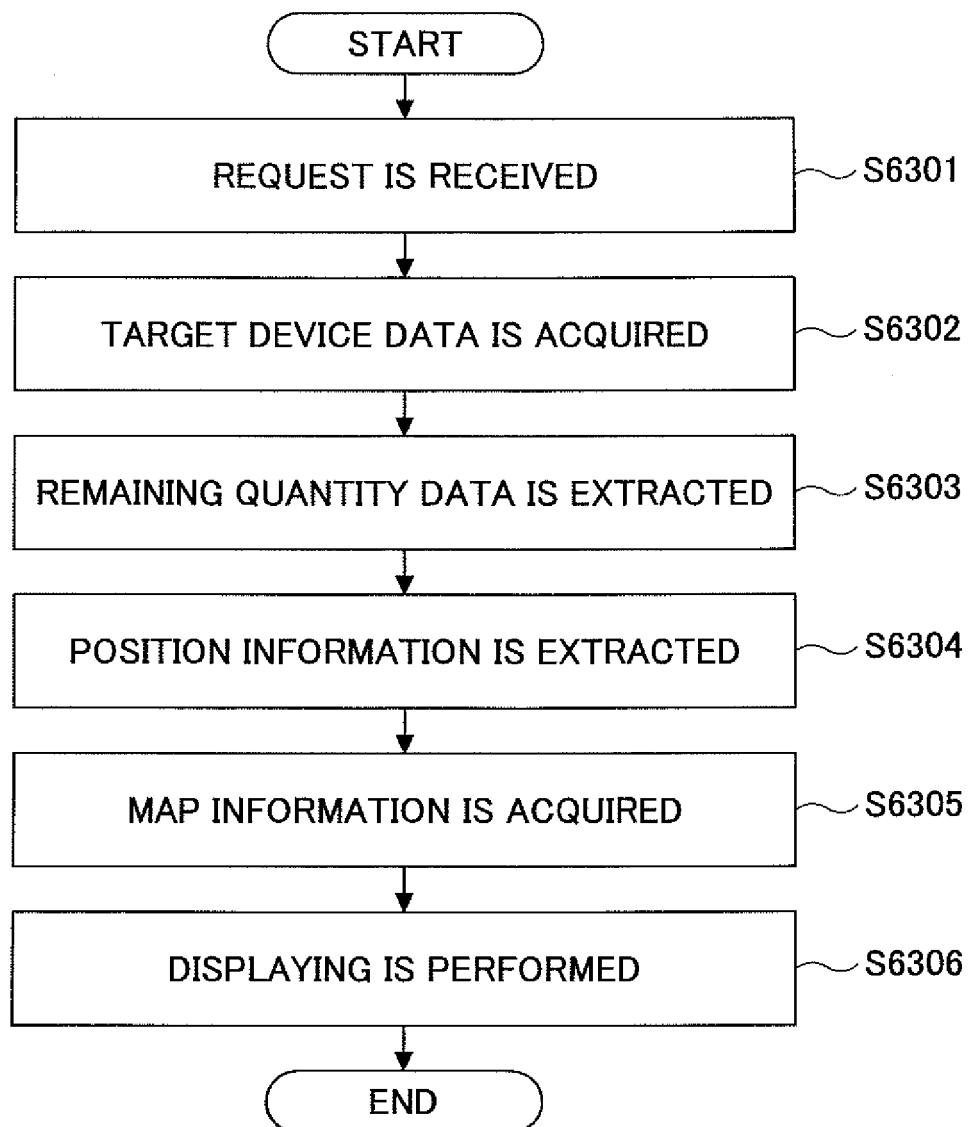 START
REQUEST IS RECEIVED
S6301
TARGET DEVICE DATA IS ACQUIRED
S6302
REMAINING QUANTITY DATA IS EXTRACTED
S6303
POSITION INFORMATION IS EXTRACTED
S6304
MAP INFORMATION IS ACQUIRED
S6305
DISPLAYING IS PERFORMED
S6306
END